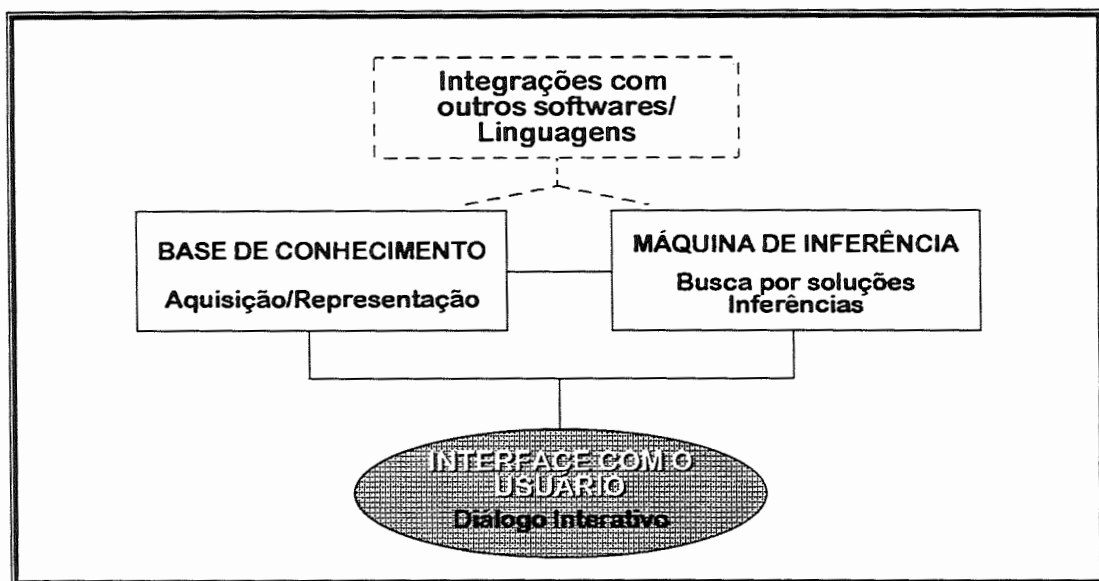 Integrações com
outros softwares/
Linguagens
BASE DE CONHECIMENTO
Aquisição/Representação
MÁQUINA DE INFERÊNCIA
Busca por soluções
Inferências
INTERFACE COM O
USUÁRIO
Diálogo Interativo